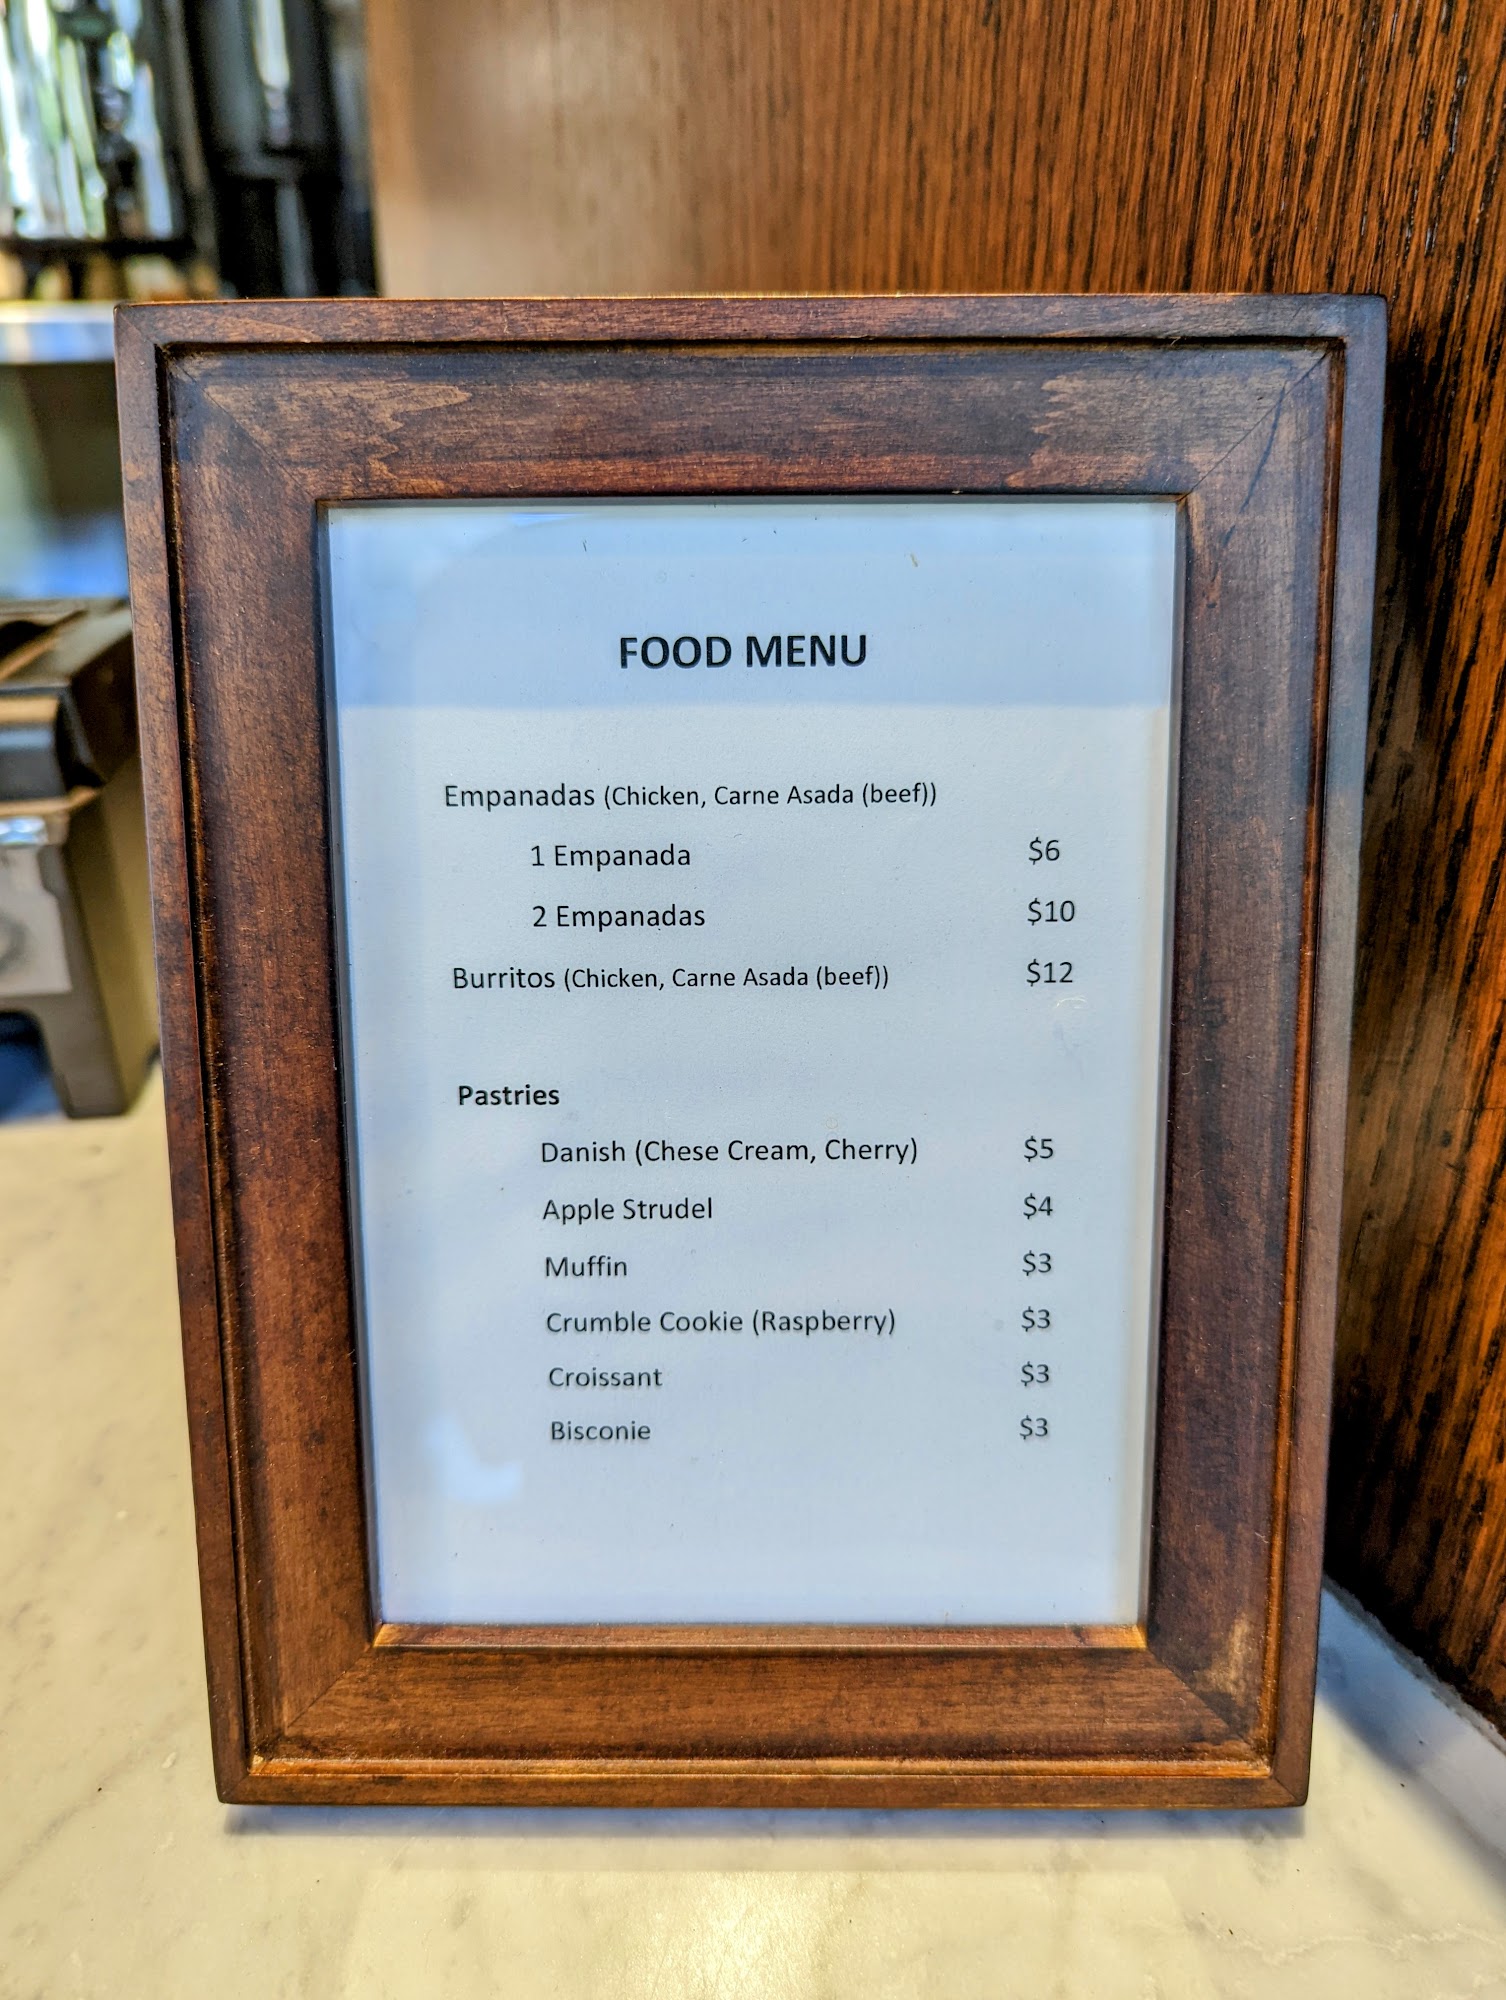 FOOD MENU
Empanadas (Chicken, Carne Asada (beef))
1 Empanada $6
2 Empanadas $10
Burritos (Chicken, Carne Asada (beef)) $12
Pastries
Danish (Chese Cream, Cherry) $5
Apple Strudel $4
Muffin $3
Crumble Cookie (Raspberry) $3
Croissant $3
Bisconie $3